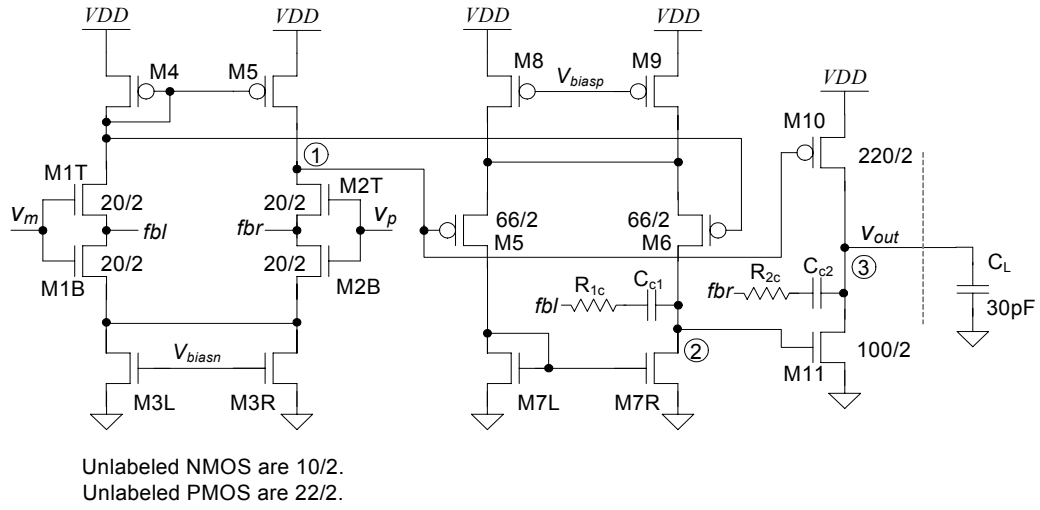 VDD
VDD
VDD
VDD
M4
M5
M8
M9
Vbiasp
VDD
M10
220/2
①
M1T
M2T
vm
20/2
fbl
fbr
20/2
vp
20/2
20/2
M1B
M2B
66/2
M5
66/2
M6
vout
③
fbl
R1c
Cc1
fbr
R2c
Cc2
CL
30pF
Vbiasn
②
M3L
M3R
M7L
M7R
M11
100/2
Unlabeled NMOS are 10/2.
Unlabeled PMOS are 22/2.